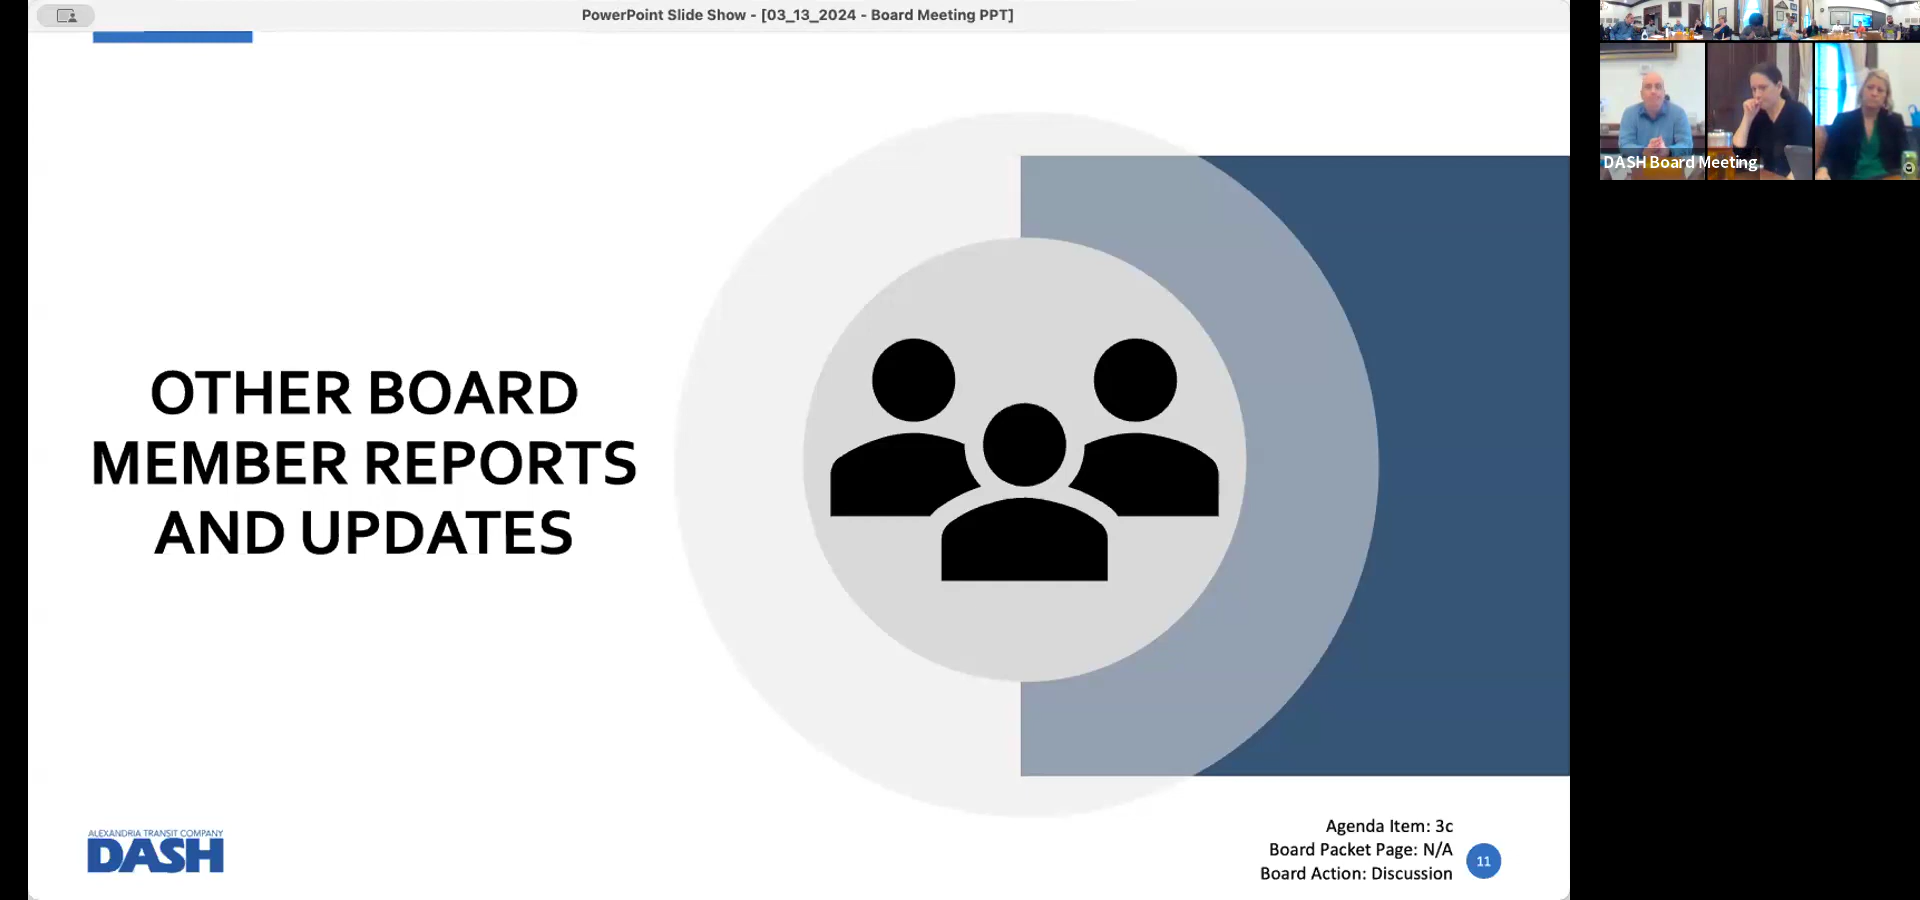 PowerPoint Slide Show - [03_13_2024 - Board Meeting PPT]
DASH Board Meeting
OTHER BOARD
MEMBER REPORTS
AND UPDATES
ALEXANDRIA TRANSIT COMPANY
DASH
Agenda Item: 3c
Board Packet Page: N/A
Board Action: Discussion
11